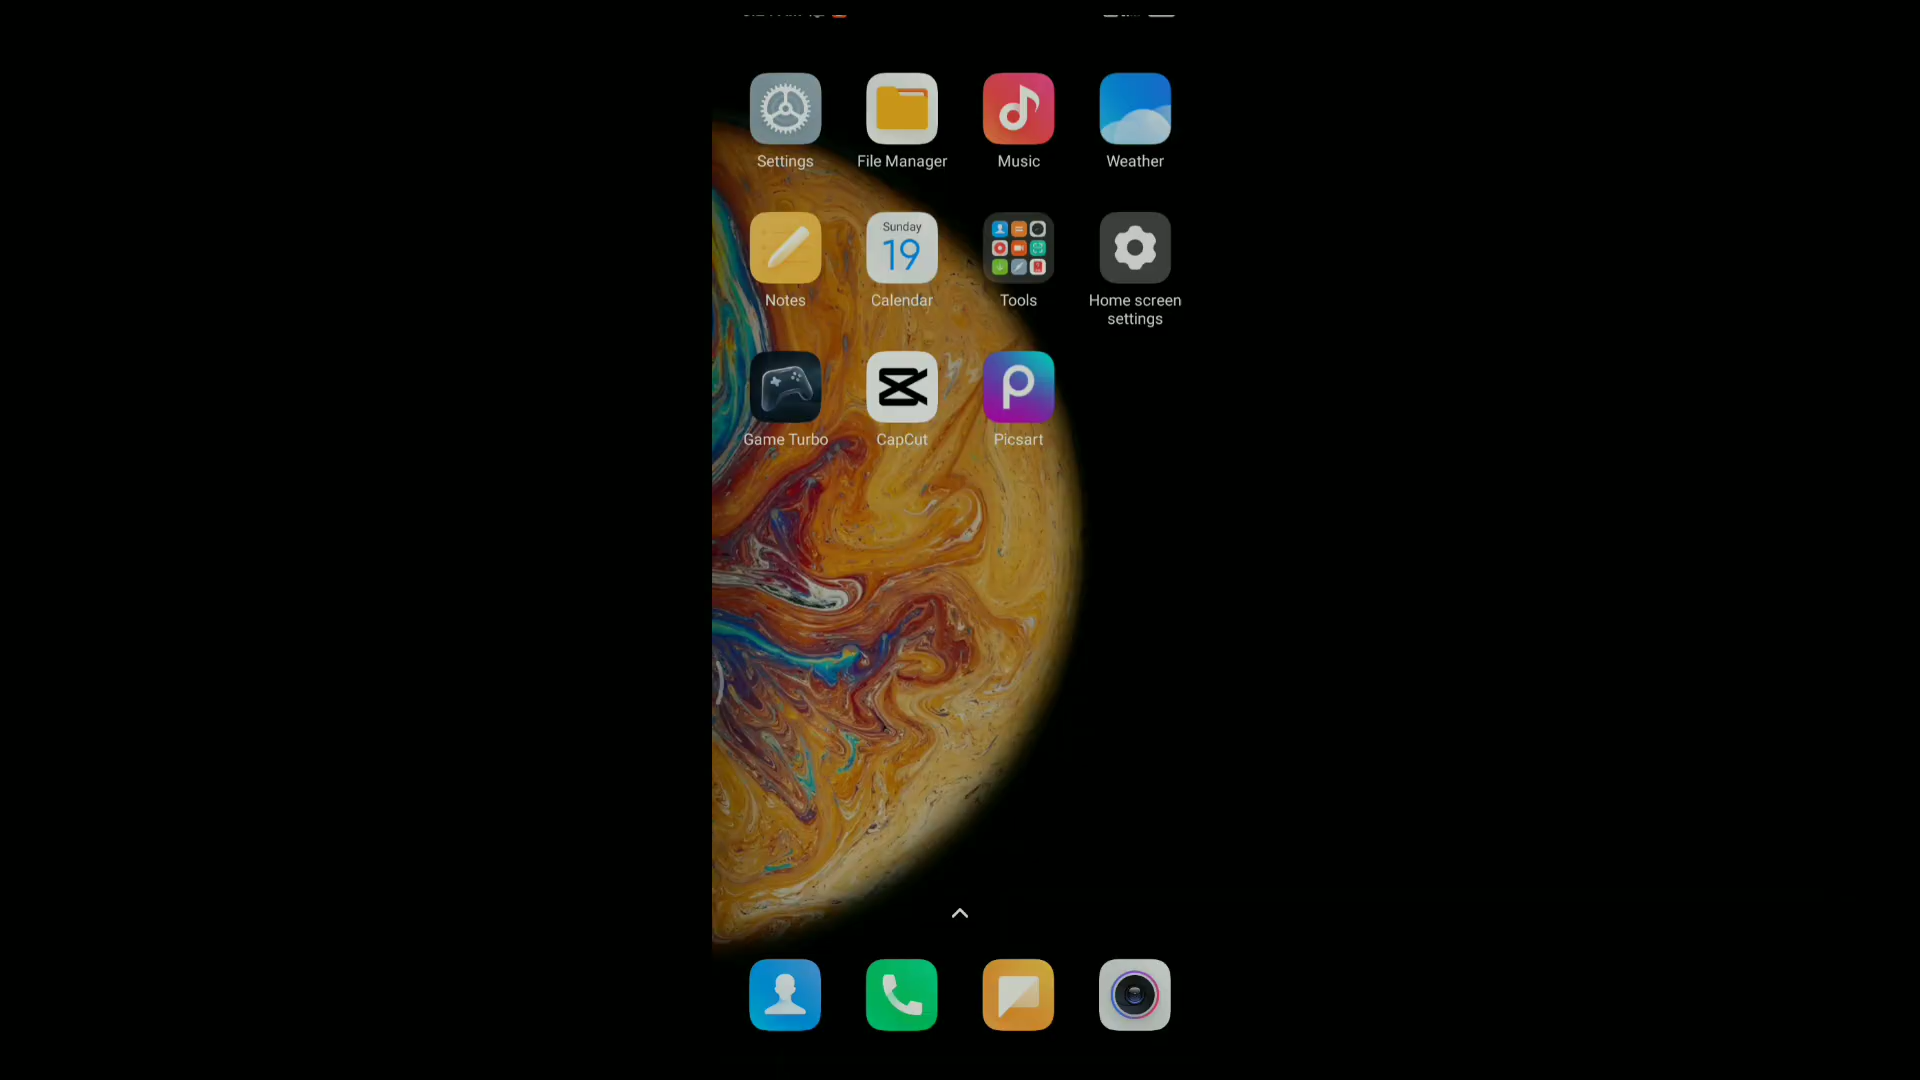 Settings
File Manager
Music
Weather
Notes
Sunday
19
Calendar
Tools
Home screen
settings
Game Turbo
CapCut
Picsart